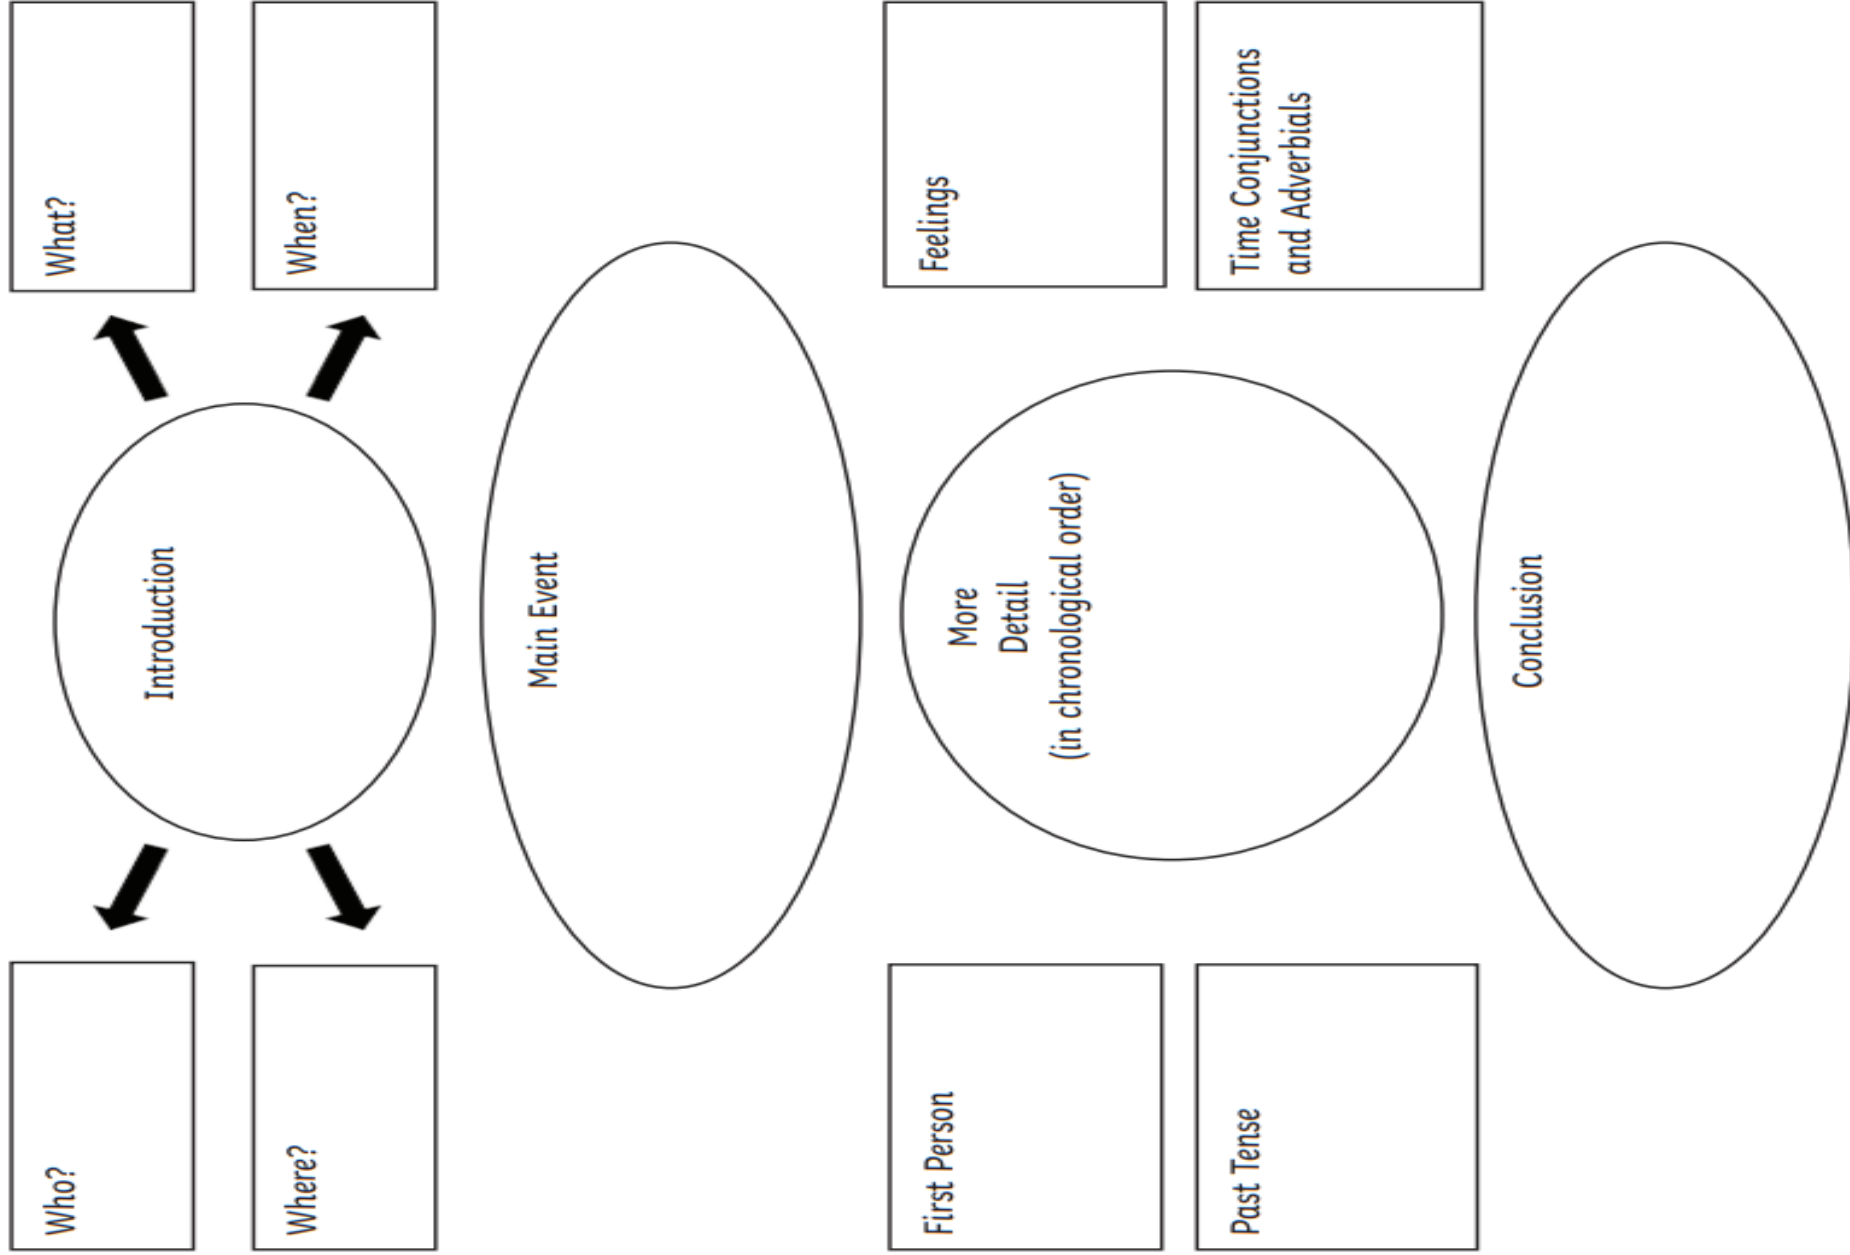 Who?
What?
Introduction
Where?
When?
Main Event
First Person
Feelings
More
Detail
(in chronological order)
Past Tense
Time Conjunctions
and Adverbials
Conclusion